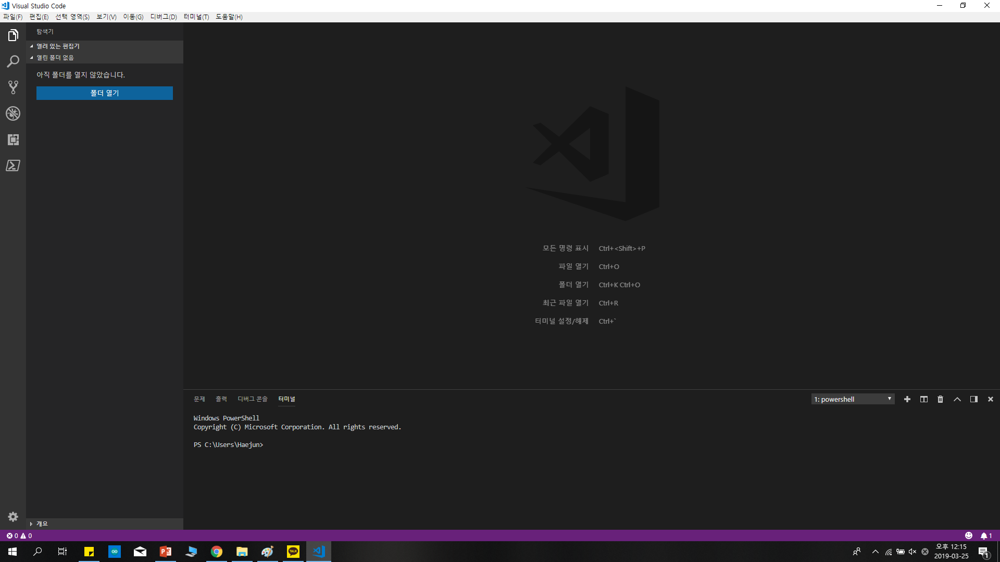 Visual Studio Code
파일(F) 편집(E) 선택 영역(S) 보기(V) 이동(G) 디버그(D) 터미널(T) 도움말(H)
탐색기
열려 있는 편집기
열린 폴더 없음
아직 폴더를 열지 않았습니다.
폴더 열기
모든 명령 표시 Ctrl+<Shift>+P
파일 열기 Ctrl+O
폴더 열기 Ctrl+K Ctrl+O
최근 파일 열기 Ctrl+R
터미널 설정/해제 Ctrl+`
문제 출력 디버그 콘솔 터미널 1: powershell
Windows PowerShell
Copyright (C) Microsoft Corporation. All rights reserved.
PS C:\Users\Haejun>
개요
0 0 1
TALK
오후 12:15
2019-03-25
1